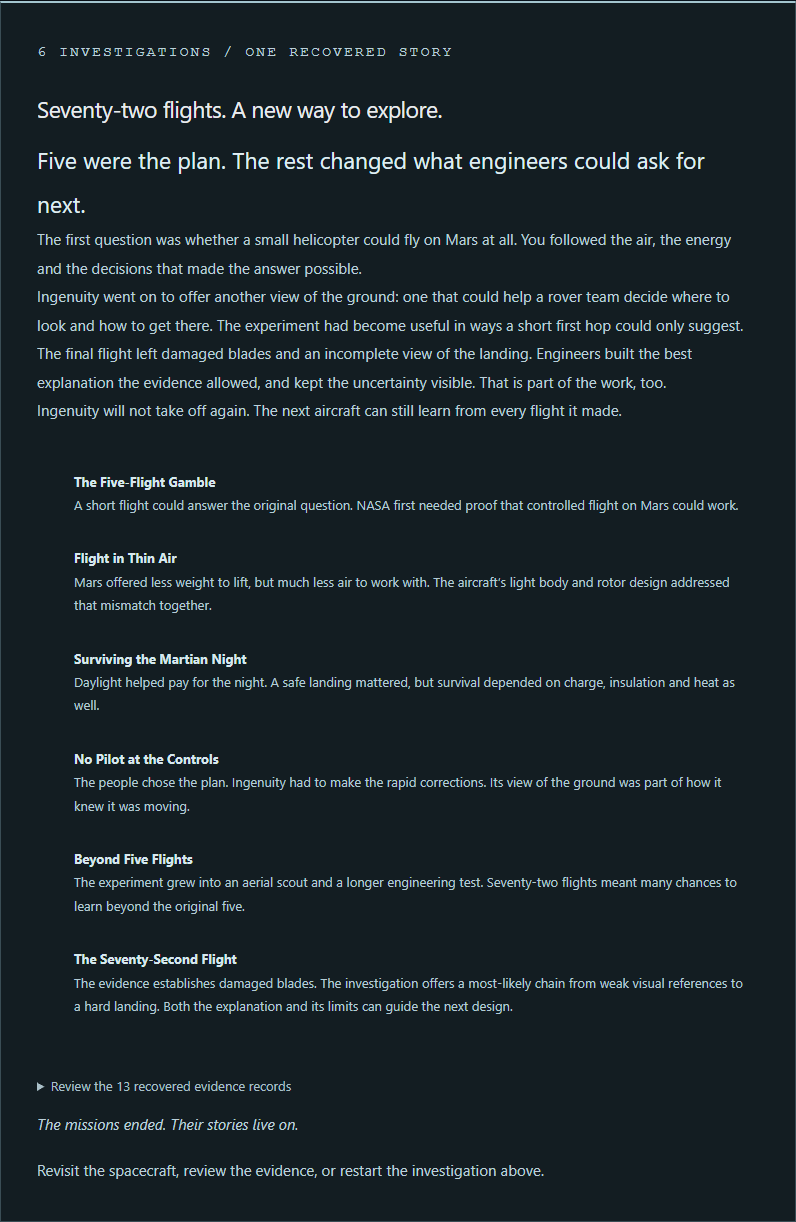 6 INVESTIGATIONS / ONE RECOVERED STORY
Seventy-two flights. A new way to explore.
Five were the plan. The rest changed what engineers could ask for
next.
The first question was whether a small helicopter could fly on Mars at all. You followed the air, the energy
and the decisions that made the answer possible.
Ingenuity went on to offer another view of the ground: one that could help a rover team decide where to
look and how to get there. The experiment had become useful in ways a short first hop could only suggest.
The final flight left damaged blades and an incomplete view of the landing. Engineers built the best
explanation the evidence allowed, and kept the uncertainty visible. That is part of the work, too.
Ingenuity will not take off again. The next aircraft can still learn from every flight it made.
The Five-Flight Gamble
A short flight could answer the original question. NASA first needed proof that controlled flight on Mars could work.
Flight in Thin Air
Mars offered less weight to lift, but much less air to work with. The aircraft's light body and rotor design addressed
that mismatch together.
Surviving the Martian Night
Daylight helped pay for the night. A safe landing mattered, but survival depended on charge, insulation and heat as
well.
No Pilot at the Controls
The people chose the plan. Ingenuity had to make the rapid corrections. Its view of the ground was part of how it
knew it was moving.
Beyond Five Flights
The experiment grew into an aerial scout and a longer engineering test. Seventy-two flights meant many chances to
learn beyond the original five.
The Seventy-Second Flight
The evidence establishes damaged blades. The investigation offers a most-likely chain from weak visual references to
a hard landing. Both the explanation and its limits can guide the next design.
▶ Review the 13 recovered evidence records
The missions ended. Their stories live on.
Revisit the spacecraft, review the evidence, or restart the investigation above.